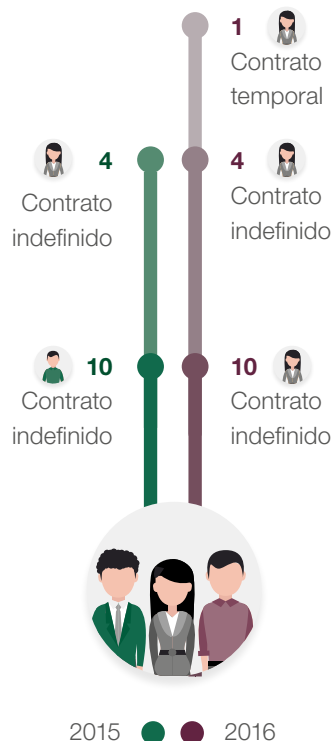 1
Contrato
temporal
4
Contrato
indefinido
4
Contrato
indefinido
10
Contrato
indefinido
10
Contrato
indefinido
2015
2016